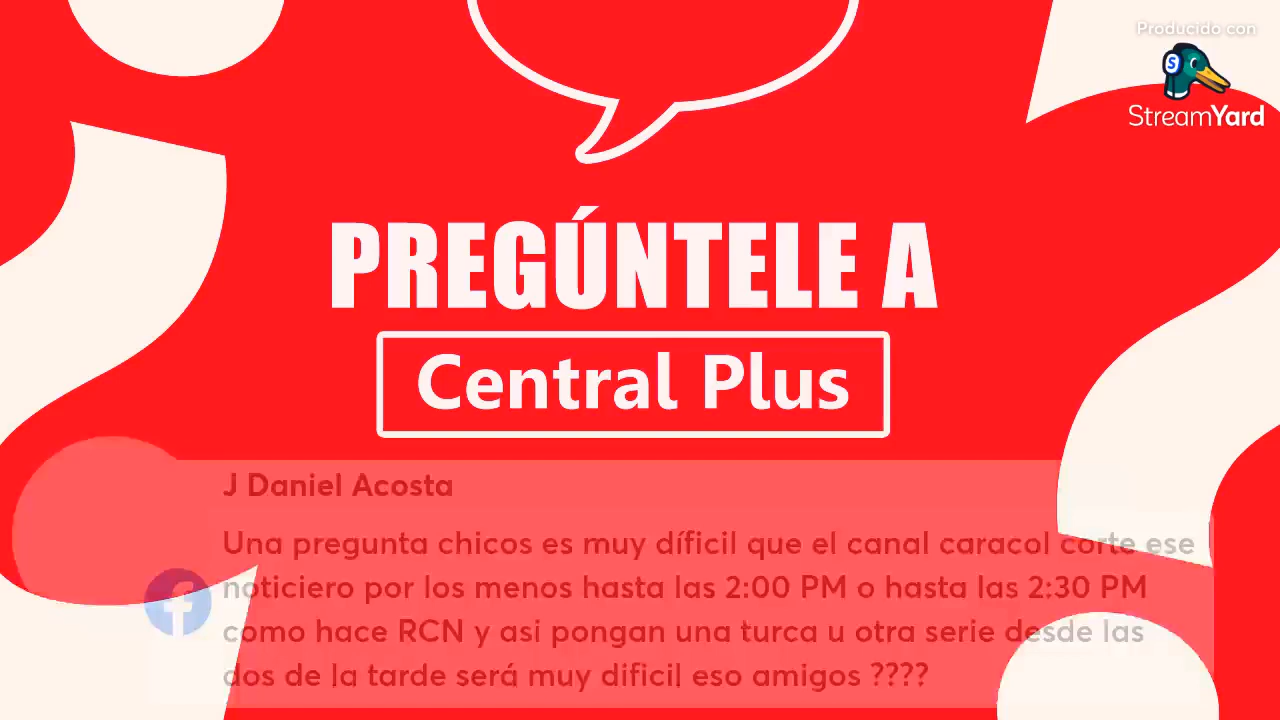 Producido con
StreamYard
PREGÚNTELE A
Central Plus
J Daniel Acosta
Una pregunta chicos es muy díficil que el canal caracol corte ese
noticiero por los menos hasta las 2:00 PM o hasta las 2:30 PM
como hace RCN y asi pongan una turca u otra serie desde las
dos de la tarde será muy dificil eso amigos ????